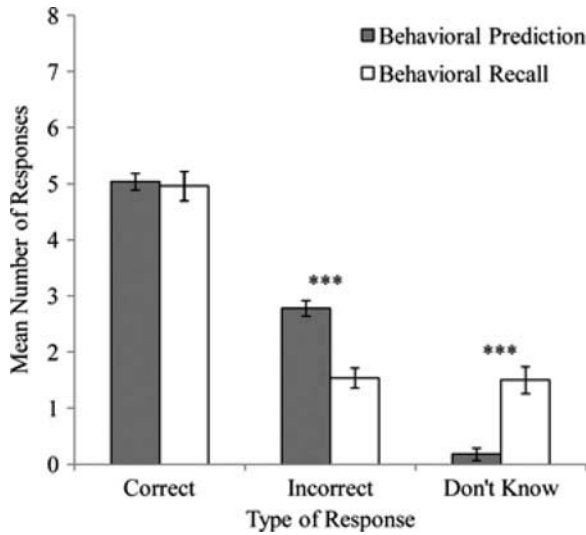 8
7
6
5
4
3
2
1
0
Mean Number of Responses
Behavioral Prediction
Behavioral Recall
***
***
Correct Incorrect Don't Know
Type of Response